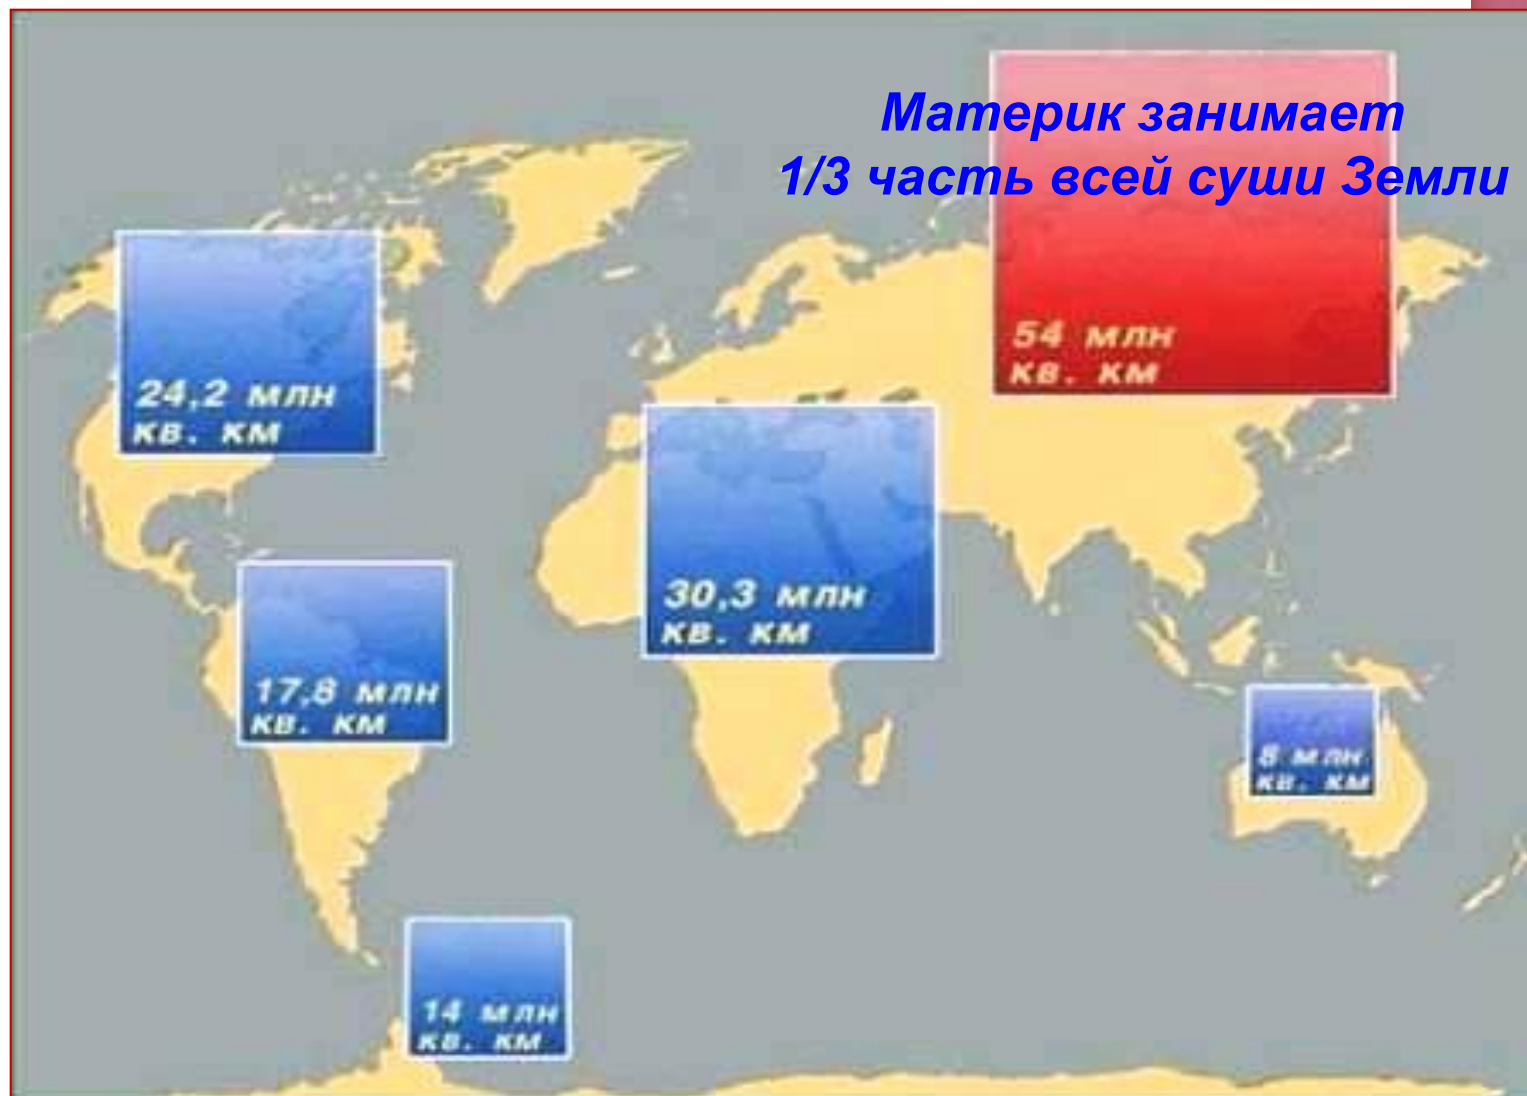 Материк занимает
1/3 часть всей суши Земли
54 млн
кв. км
24,2 млн
кв. км
30,3 млн
кв. км
17,8 млн
кв. км
8 млн
кв. км
14 млн
кв. км